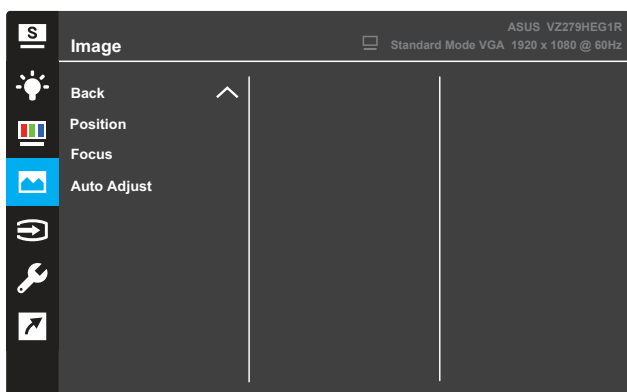 S
ASUS VZ279HEG1R
Image
Standard Mode VGA 1920 x 1080 @ 60Hz
Back
Position
Focus
Auto Adjust